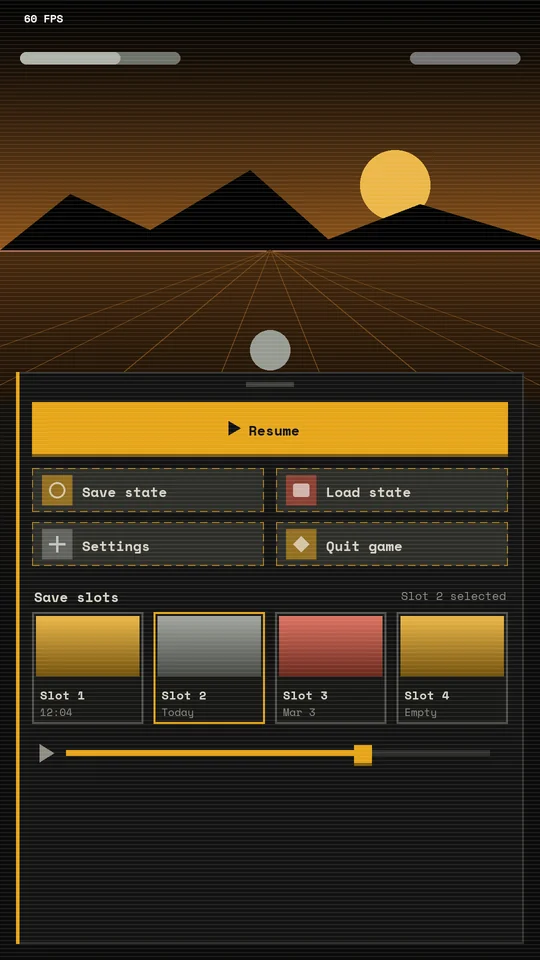 60 FPS
Resume
Save state
Load state
Settings
Quit game
Save slots
Slot 2 selected
Slot 1
12:04
Slot 2
Today
Slot 3
Mar 3
Slot 4
Empty